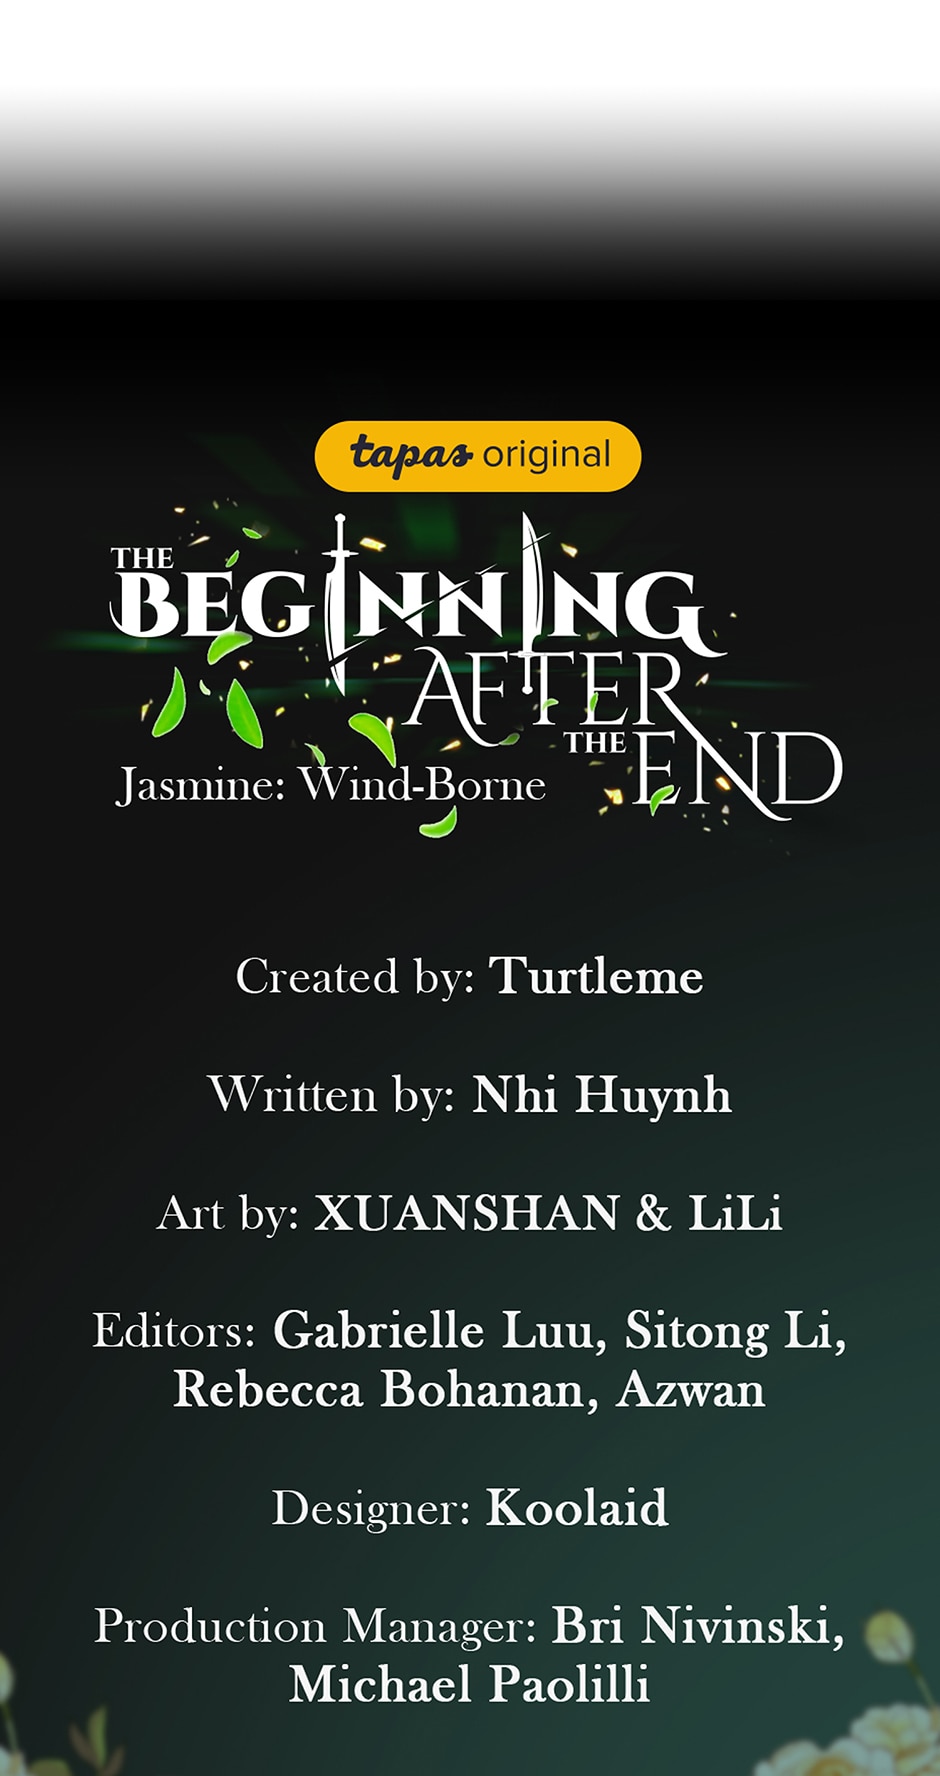 tapas original
THE
BEGINNING
AFTER
THE END
Jasmine: Wind-Borne
Created by: Turtleme
Written by: Nhi Huynh
Art by: XUANSHAN & LiLi
Editors: Gabrielle Luu, Sitong Li,
Rebecca Bohanan, Azwan
Designer: Koolaid
Production Manager: Bri Nivinski,
Michael Paolilli